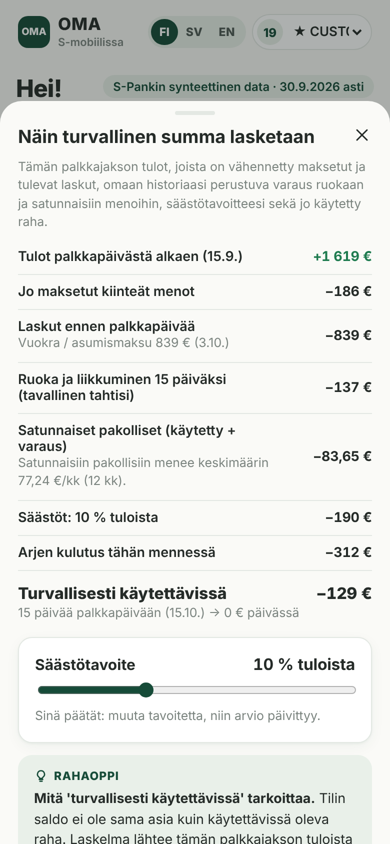 OMA
OMA
S-mobiilissa
FI SV EN
19 ★ CUSTO
Hei!
S-Pankin synteettinen data · 30.9.2026 asti
Näin turvallinen summa lasketaan
Tämän palkkajakson tulot, joista on vähennetty maksetut ja
tulevat laskut, omaan historiaasi perustuva varaus ruokaan
ja satunnaisiin menoihin, säästötavoitteesi sekä jo käytetty
raha.
Tulot palkkapäivästä alkaen (15.9.) +1 619 €
Jo maksetut kiinteät menot −186 €
Laskut ennen palkkapäivää
Vuokra / asumismaksu 839 € (3.10.)
−839 €
Ruoka ja liikkuminen 15 päiväksi
(tavallinen tahtisi)
−137 €
Satunnaiset pakolliset (käytetty +
varaus)
Satunnaisiin pakollisiin menee keskimäärin
77,24 €/kk (12 kk).
−83,65 €
Säästöt: 10 % tuloista −190 €
Arjen kulutus tähän mennessä −312 €
Turvallisesti käytettävissä −129 €
15 päivää palkkapäivään (15.10.) → 0 € päivässä
Säästötavoite 10 % tuloista
Sinä päätät: muuta tavoitetta, niin arvio päivittyy.
RAHAOPPI
Mitä 'turvallisesti käytettävissä' tarkoittaa. Tilin
saldo ei ole sama asia kuin käytettävissä oleva
raha. Laskelma lähtee tämän palkkajakson tuloista